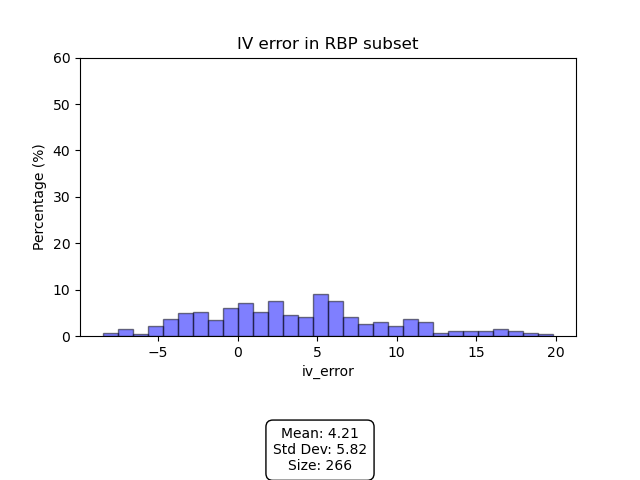 IV error in RBP subset
60
50
40
30
20
10
0
Percentage (%)
−5
0
5
10
15
20
iv_error
Mean: 4.21
Std Dev: 5.82
Size: 266